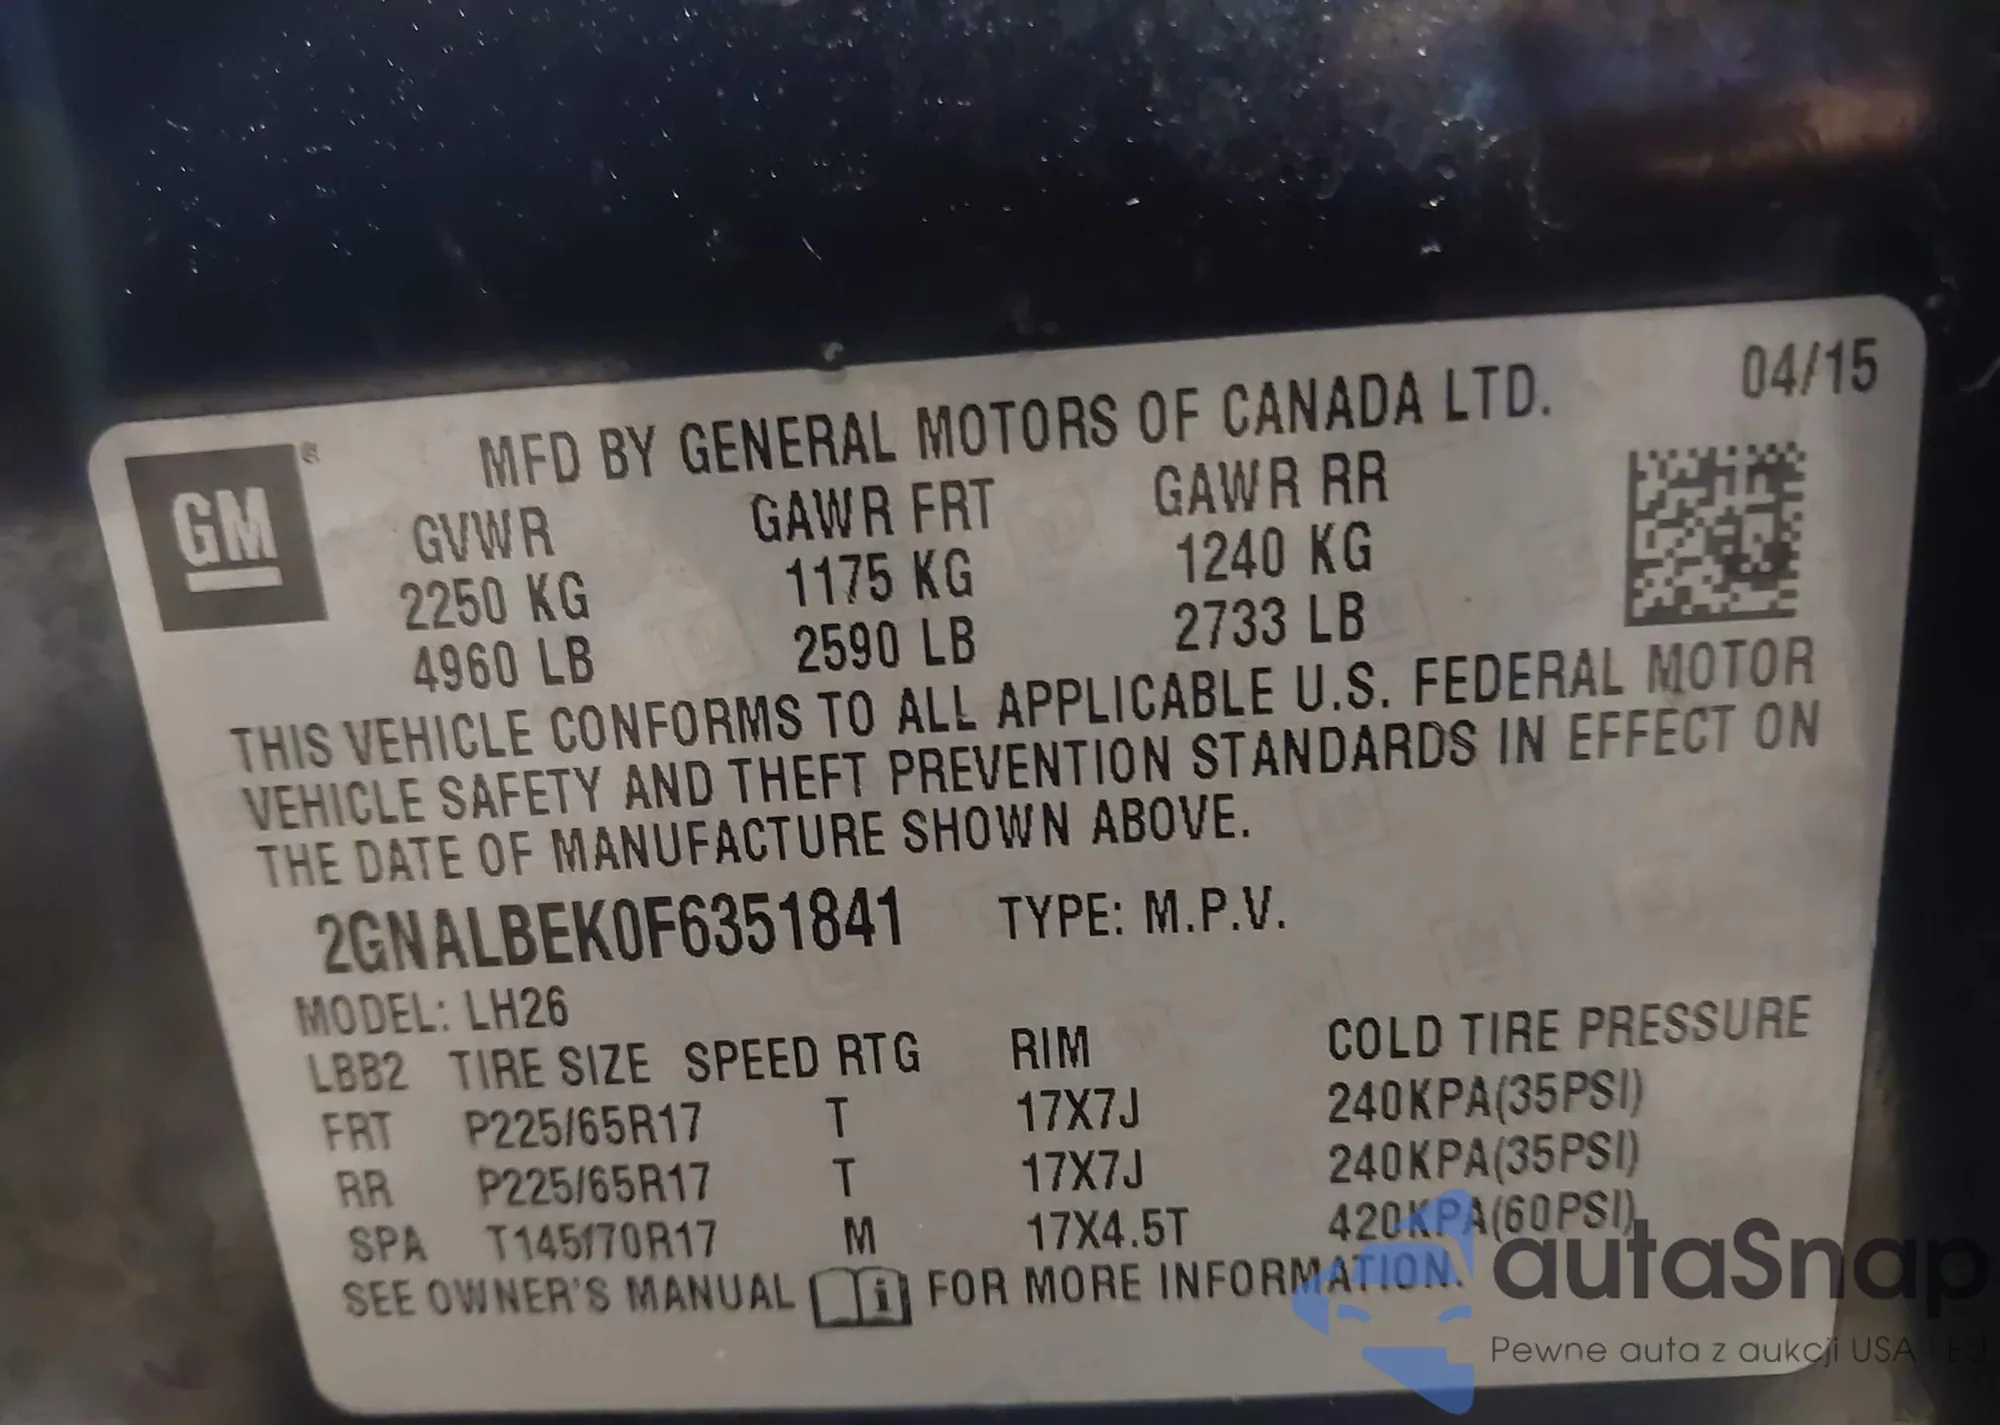 04/15
GM
MFD BY GENERAL MOTORS OF CANADA LTD.
GVWR GAWR FRT GAWR RR
2250 KG 1175 KG 1240 KG
4960 LB 2590 LB 2733 LB
THIS VEHICLE CONFORMS TO ALL APPLICABLE U.S. FEDERAL MOTOR
VEHICLE SAFETY AND THEFT PREVENTION STANDARDS IN EFFECT ON
THE DATE OF MANUFACTURE SHOWN ABOVE.
2GNALBEK0F6351841 TYPE: M.P.V.
MODEL: LH26
LBB2 TIRE SIZE SPEED RTG RIM COLD TIRE PRESSURE
FRT P225/65R17 T 17X7J 240KPA(35PSI)
RR P225/65R17 T 17X7J 240KPA(35PSI)
SPA T145/70R17 M 17X4.5T 420KPA(60PSI)
SEE OWNER'S MANUAL FOR MORE INFORMATION.
autaSnap
Pewne auta z aukcji USA i EJ